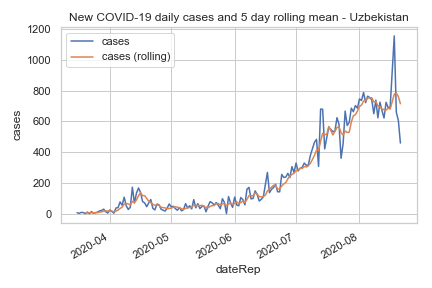 New COVID-19 daily cases and 5 day rolling mean - Uzbekistan
cases
cases (rolling)
1200
1000
800
600
400
200
0
cases
2020-04
2020-05
2020-06
2020-07
2020-08
dateRep